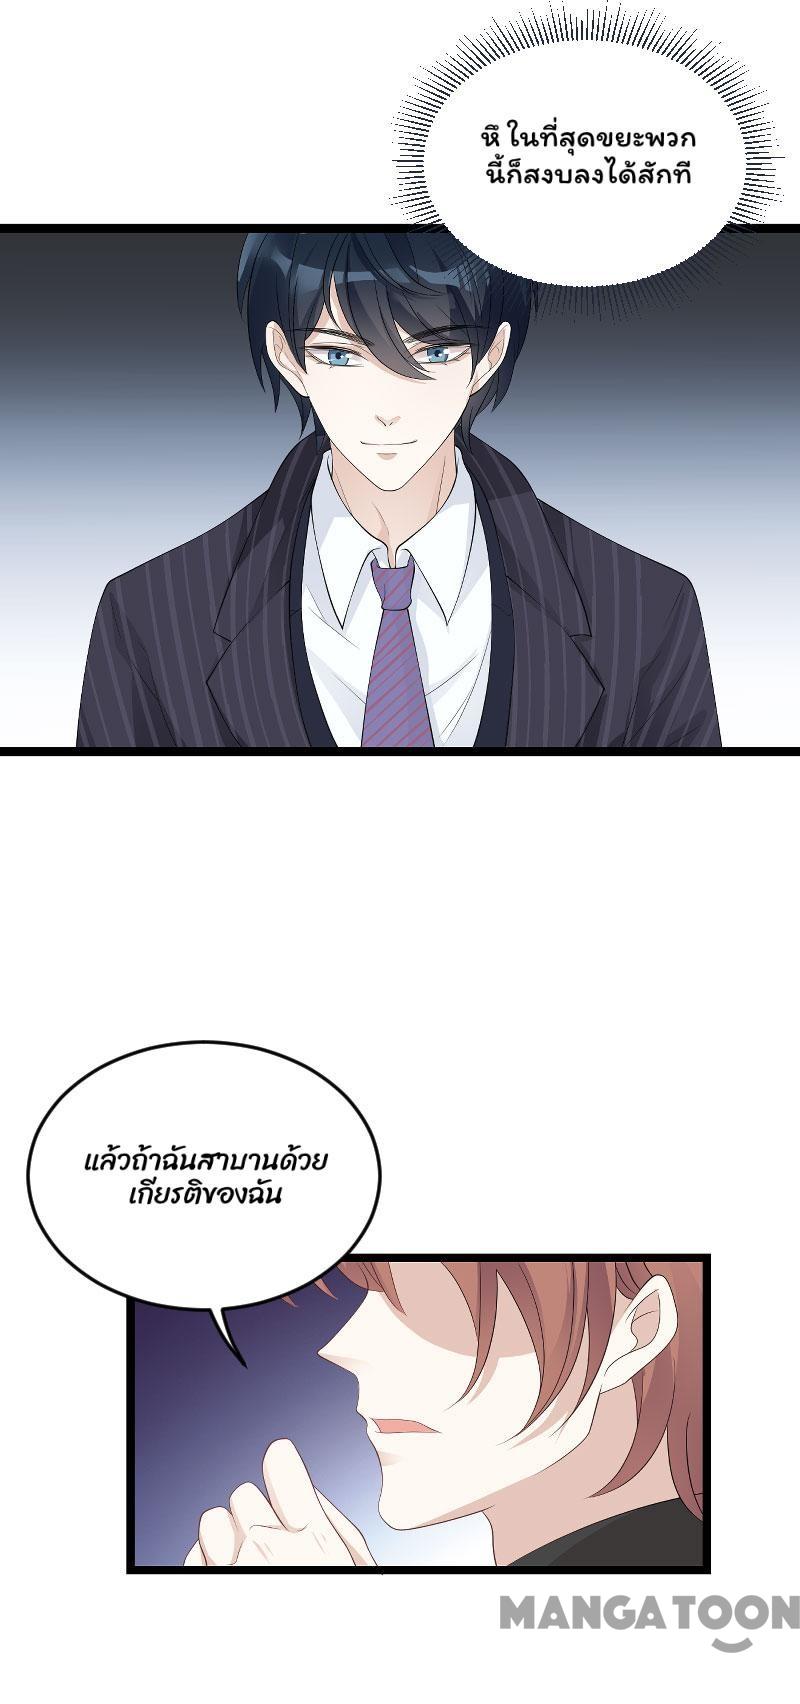 หึ ในที่สุดขยะพวก
นี้ก็สงบลงได้สักที
แล้วถ้าฉันสาบานด้วย
เกียรติของฉัน
MANGATOON